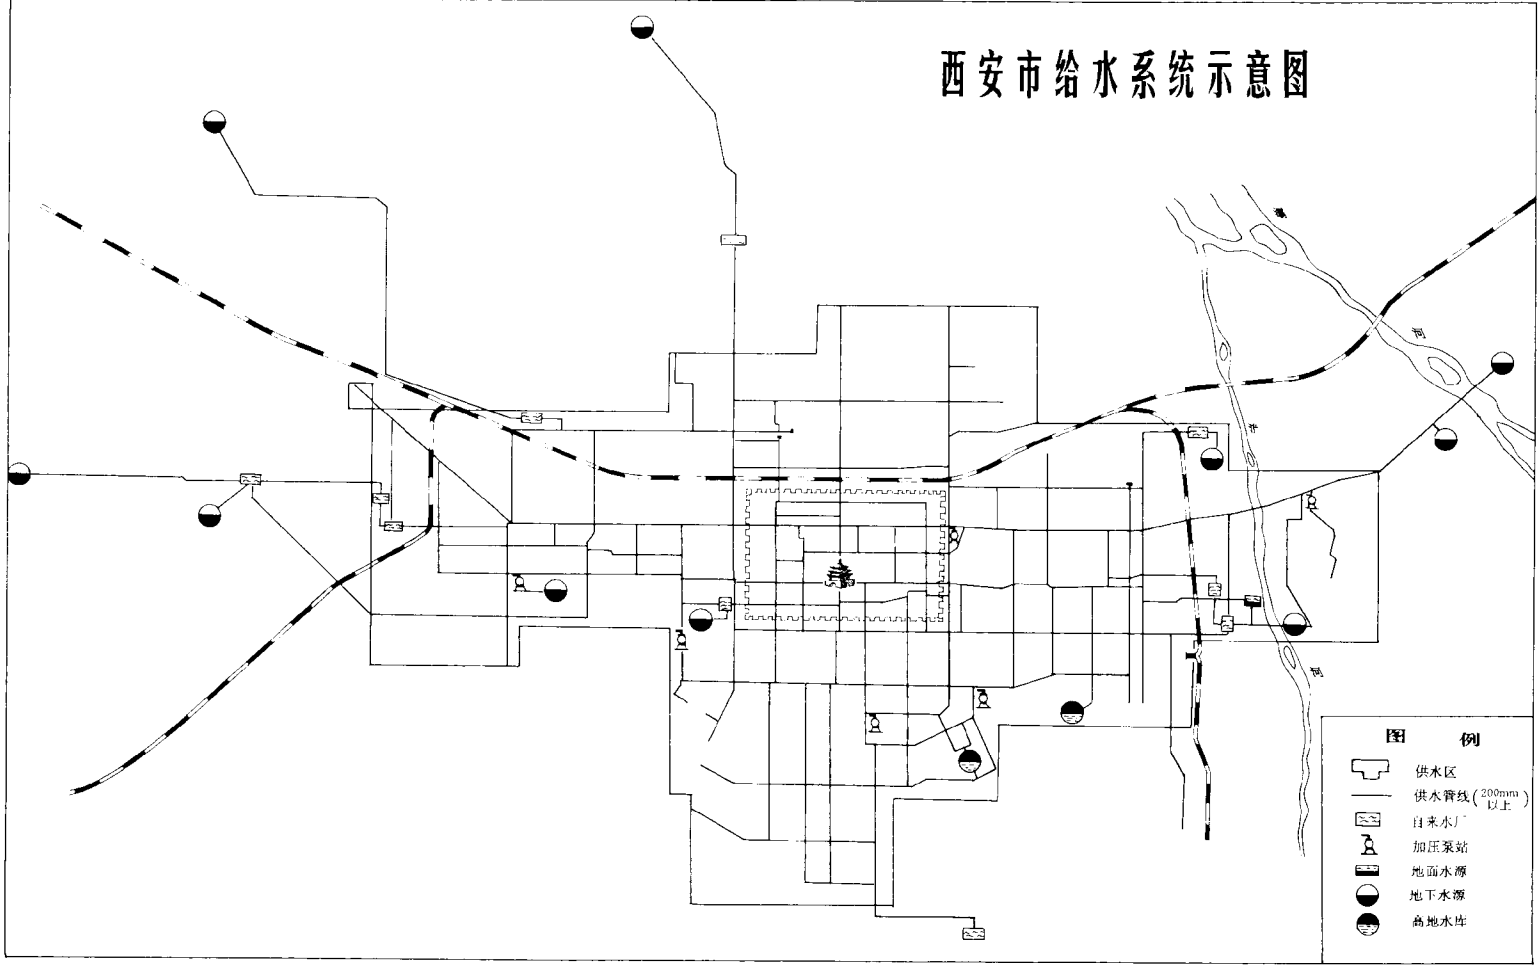 西安市给水系统示意图
灞
河
浐
河
图 例
供水区
供水管线(200mm以上)
自来水厂
加压泵站
地面水源
地下水源
高地水库